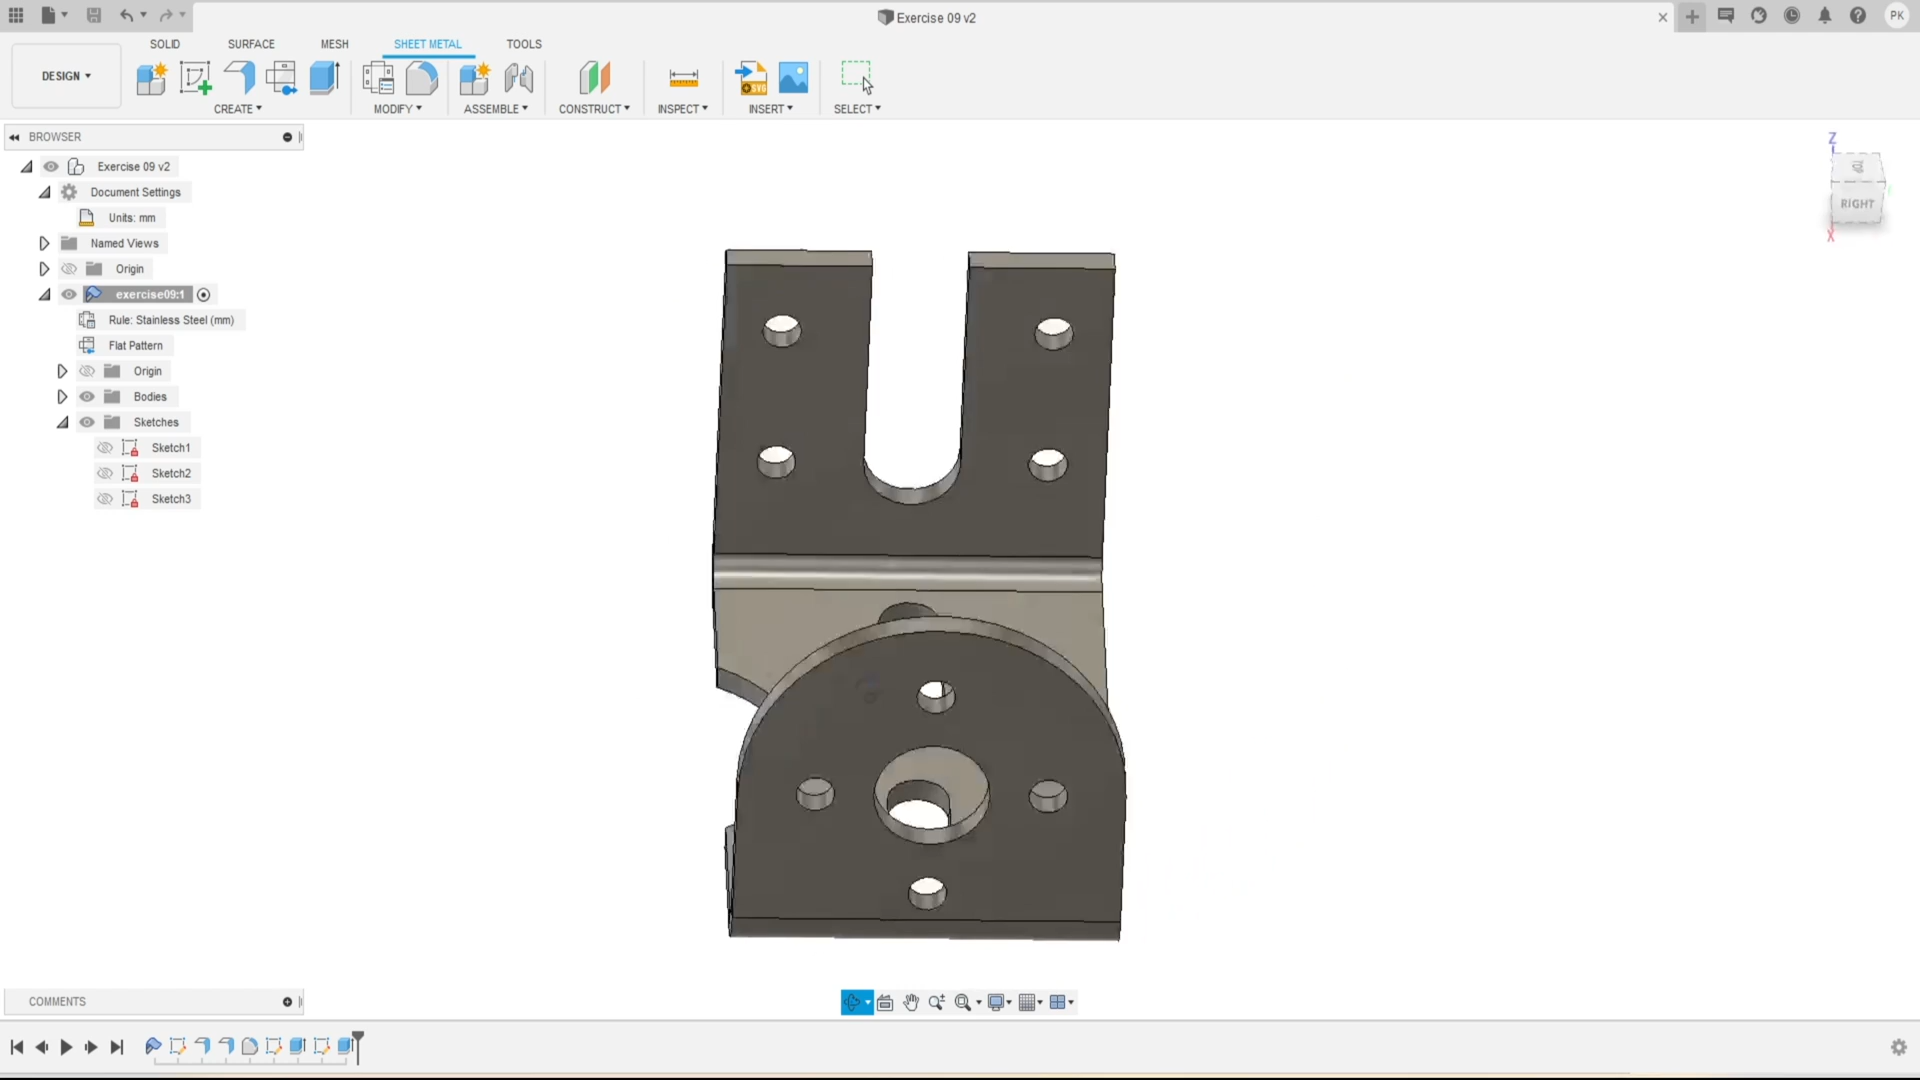 Exercise 09 v2
PK
SOLID
SURFACE
MESH
SHEET METAL
TOOLS
DESIGN
CREATE
MODIFY
ASSEMBLE
CONSTRUCT
INSPECT
INSERT
SELECT
SVG
BROWSER
Exercise 09 v2
Document Settings
Units: mm
Named Views
Origin
exercise09:1
Rule: Stainless Steel (mm)
Flat Pattern
Origin
Bodies
Sketches
Sketch1
Sketch2
Sketch3
Z
RIGHT
X
COMMENTS